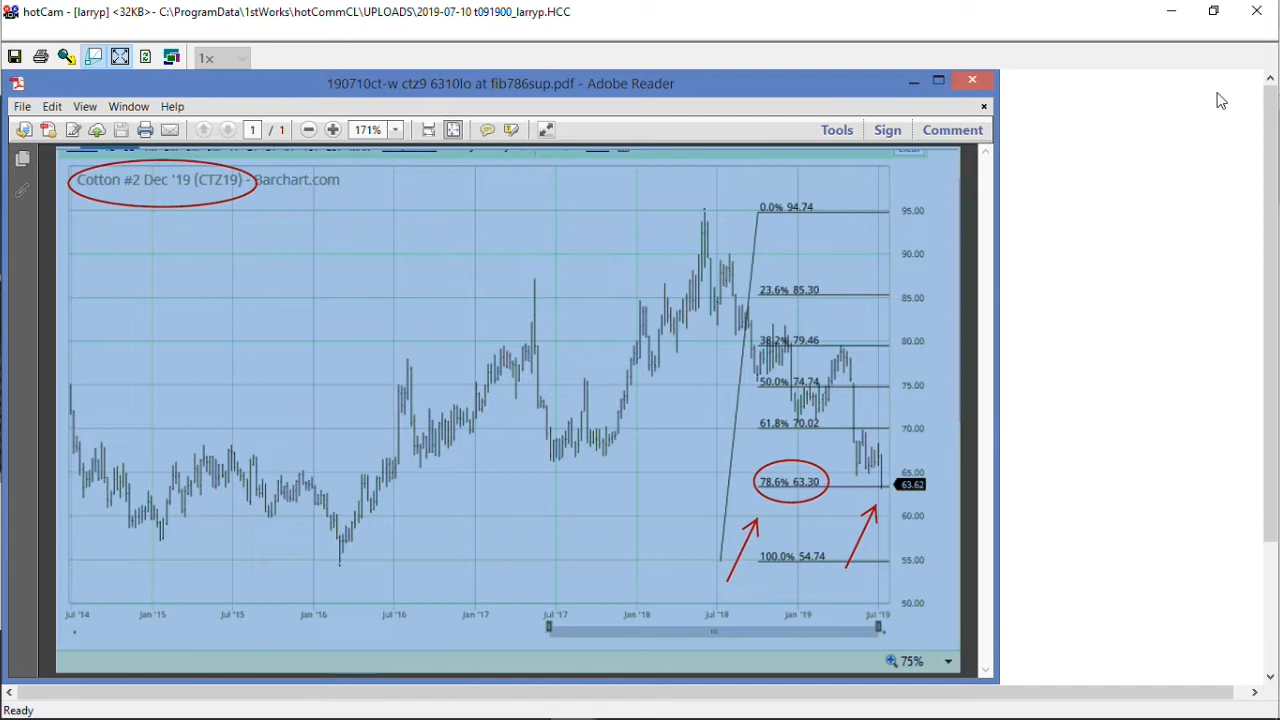 hotCam - [larryp] <32KB>- C:\ProgramData\1stWorks\hotCommCL\UPLOADS\2019-07-10 t091900_larryp.HCC
1x
190710ct-w ctz9 6310lo at fib786sup.pdf - Adobe Reader
File Edit View Window Help
1 / 1 171% Tools Sign Comment
Cotton #2 Dec '19 (CTZ19) - Barchart.com
0.0% 94.74
95.00
90.00
23.6% 85.30
85.00
38.2% 79.46
80.00
50.0% 74.74
75.00
61.8% 70.02
70.00
65.00
78.6% 63.30
63.62
60.00
100.0% 54.74
55.00
50.00
Jul '14 Jan '15 Jul '15 Jan '16 Jul '16 Jan '17 Jul '17 Jan '18 Jul '18 Jan '19 Jul '19
75%
Ready